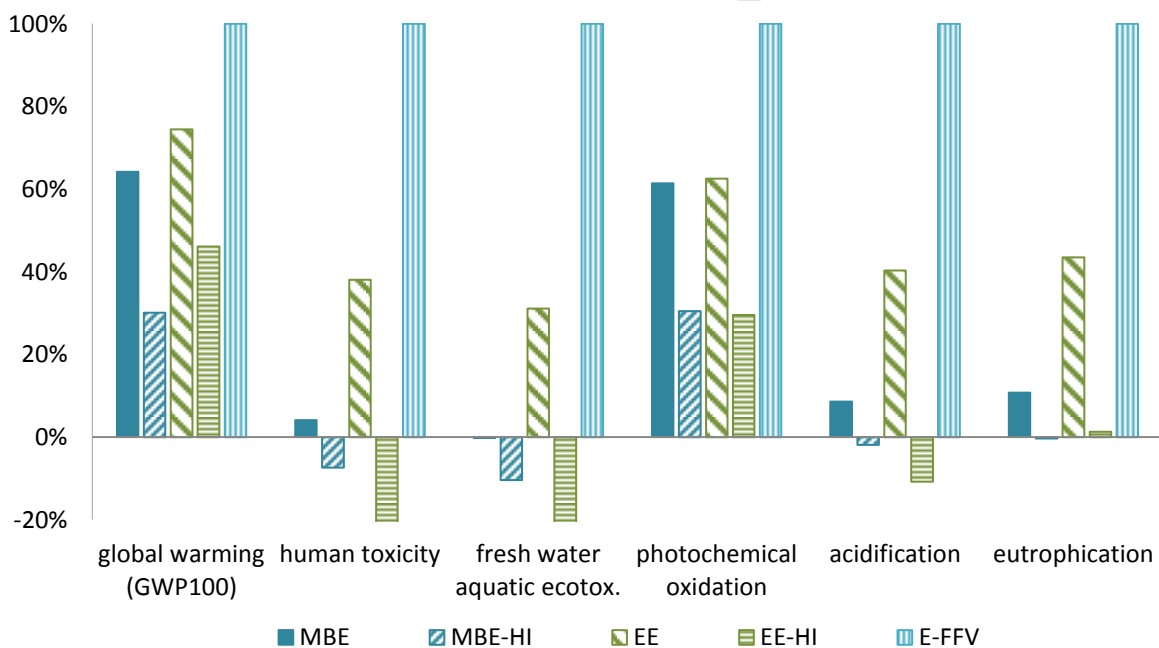 100%
80%
60%
40%
20%
0%
-20%
global warming (GWP100)
human toxicity
fresh water aquatic ecotox.
photochemical oxidation
acidification
eutrophication
MBE
MBE-HI
EE
EE-HI
E-FFV